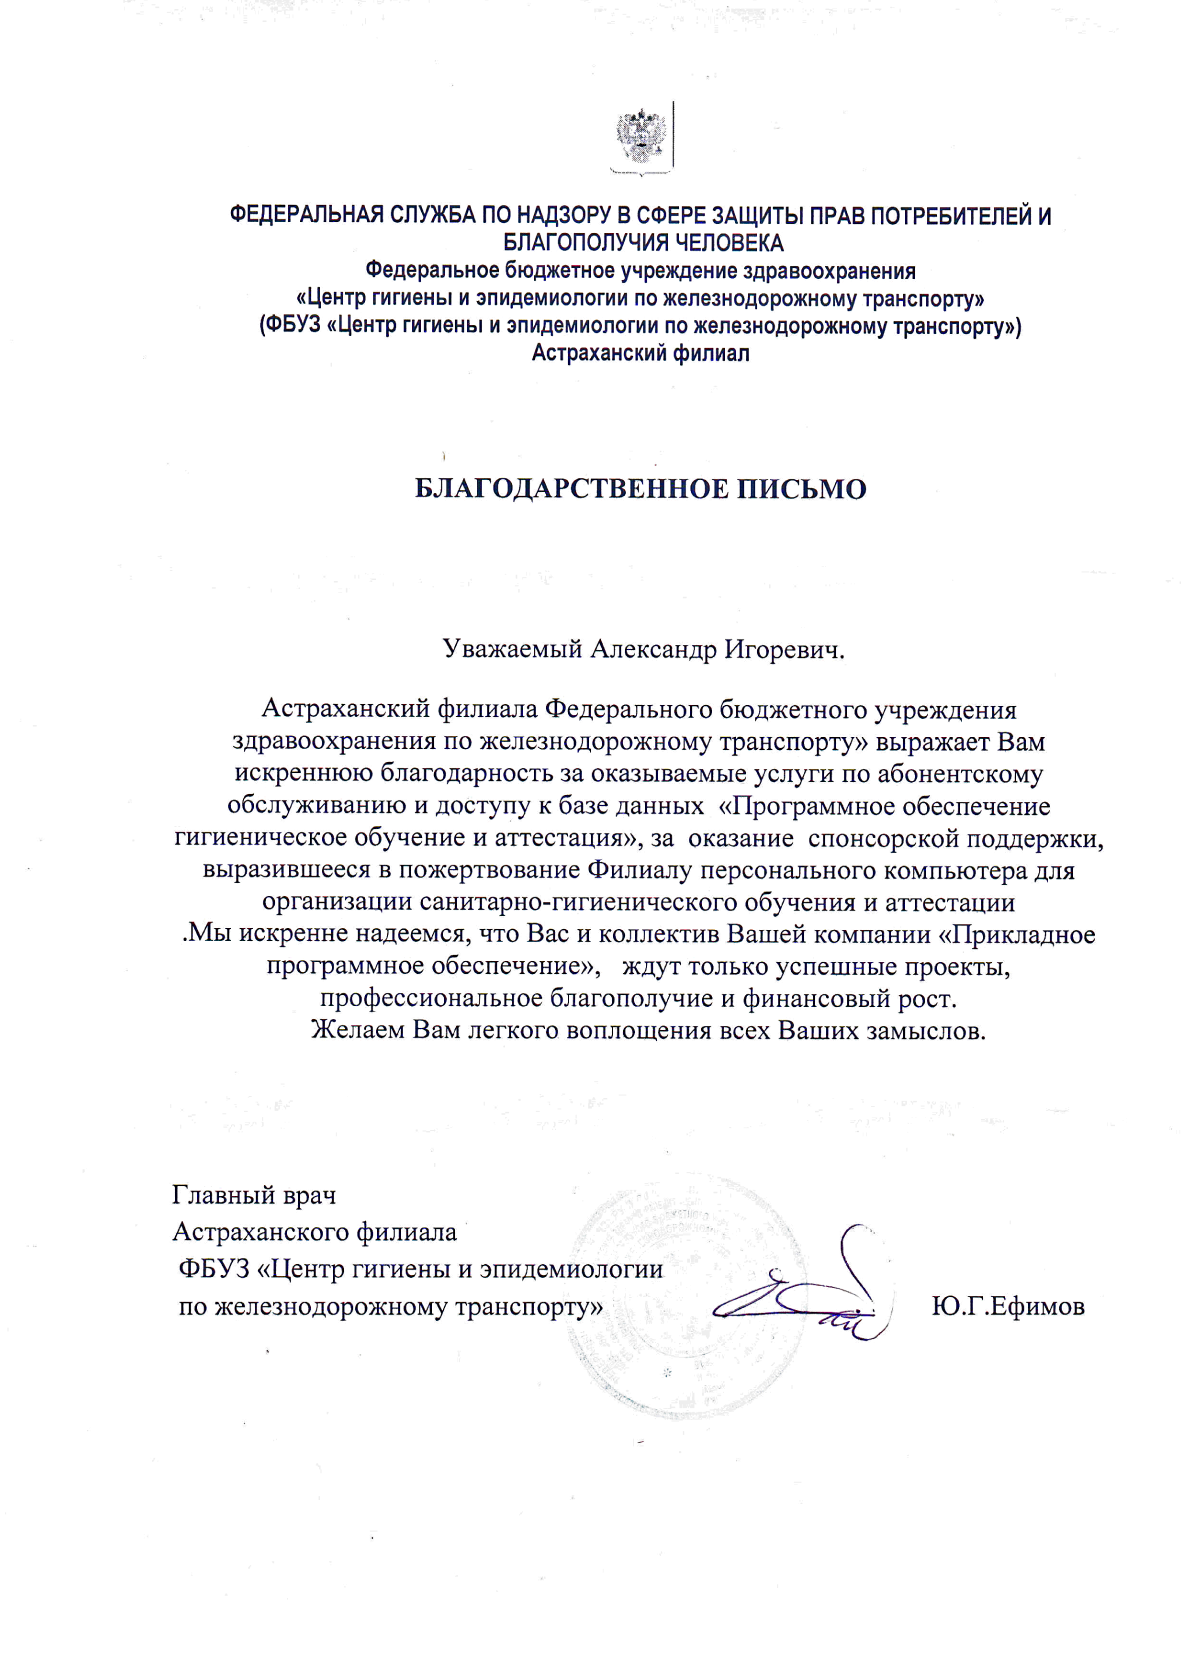 ФЕДЕРАЛЬНАЯ СЛУЖБА ПО НАДЗОРУ В СФЕРЕ ЗАЩИТЫ ПРАВ ПОТРЕБИТЕЛЕЙ И
БЛАГОПОЛУЧИЯ ЧЕЛОВЕКА
Федеральное бюджетное учреждение здравоохранения
«Центр гигиены и эпидемиологии по железнодорожному транспорту»
(ФБУЗ «Центр гигиены и эпидемиологии по железнодорожному транспорту»)
Астраханский филиал
БЛАГОДАРСТВЕННОЕ ПИСЬМО
Уважаемый Александр Игоревич.
Астраханский филиала Федерального бюджетного учреждения
здравоохранения по железнодорожному транспорту» выражает Вам
искреннюю благодарность за оказываемые услуги по абонентскому
обслуживанию и доступу к базе данных «Программное обеспечение
гигиеническое обучение и аттестация», за оказание спонсорской поддержки,
выразившееся в пожертвование Филиалу персонального компьютера для
организации санитарно-гигиенического обучения и аттестации
.Мы искренне надеемся, что Вас и коллектив Вашей компании «Прикладное
программное обеспечение», ждут только успешные проекты,
профессиональное благополучие и финансовый рост.
Желаем Вам легкого воплощения всех Ваших замыслов.
Главный врач
Астраханского филиала
ФБУЗ «Центр гигиены и эпидемиологии
по железнодорожному транспорту» Ю.Г.Ефимов